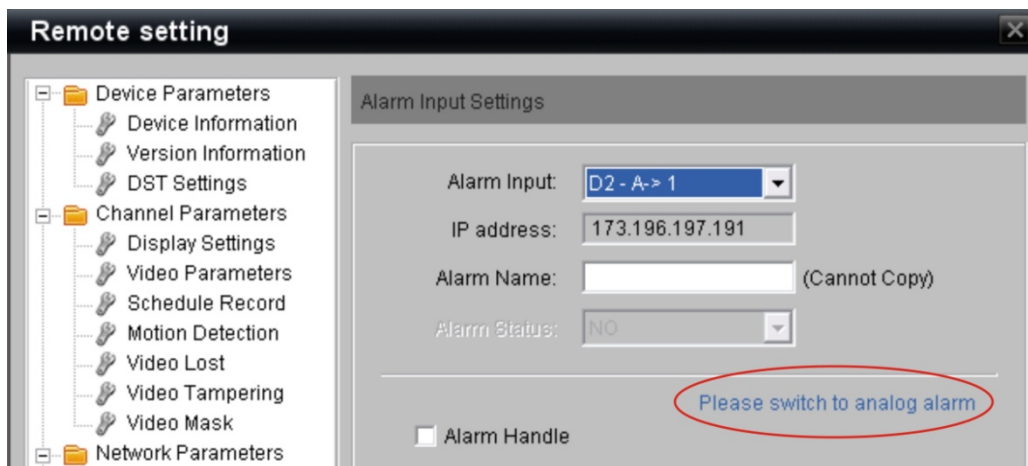 Remote setting
Device Parameters
Device Information
Version Information
DST Settings
Channel Parameters
Display Settings
Video Parameters
Schedule Record
Motion Detection
Video Lost
Video Tampering
Video Mask
Network Parameters
Alarm Input Settings
Alarm Input: D2 - A-> 1
IP address: 173.196.197.191
Alarm Name: (Cannot Copy)
Alarm Status: NO
Please switch to analog alarm
Alarm Handle